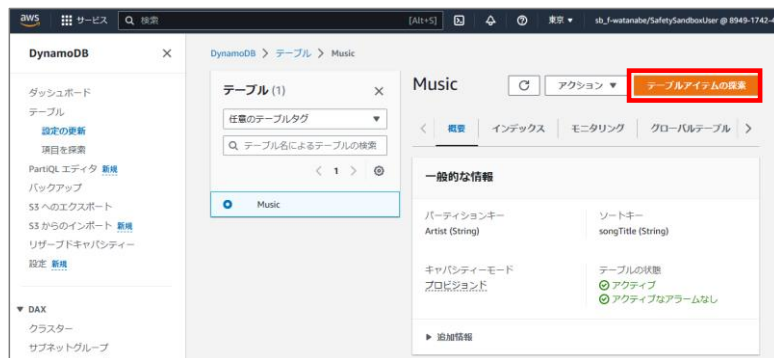 aws サービス 検索 [Alt+S] 東京 ▼ sb_f-watanabe/SafetySandboxUser @ 8949-1742-4
DynamoDB ×
ダッシュボード
テーブル
設定の更新
項目を探索
PartiQL エディタ 新規
バックアップ
S3 へのエクスポート
S3 からのインポート 新規
リザーブドキャパシティー
設定 新規
▼ DAX
クラスター
サブネットグループ
DynamoDB > テーブル > Music
テーブル (1) ×
任意のテーブルタグ ▼
テーブル名によるテーブルの検索
< 1 >
Music
Music アクション ▼ テーブルアイテムの探索
< 概要 インデックス モニタリング グローバルテーブル >
一般的な情報
パーティションキー
Artist (String)
ソートキー
songTitle (String)
キャパシティーモード
プロビジョンド
テーブルの状態
アクティブ
アクティブなアラームなし
▶ 追加情報